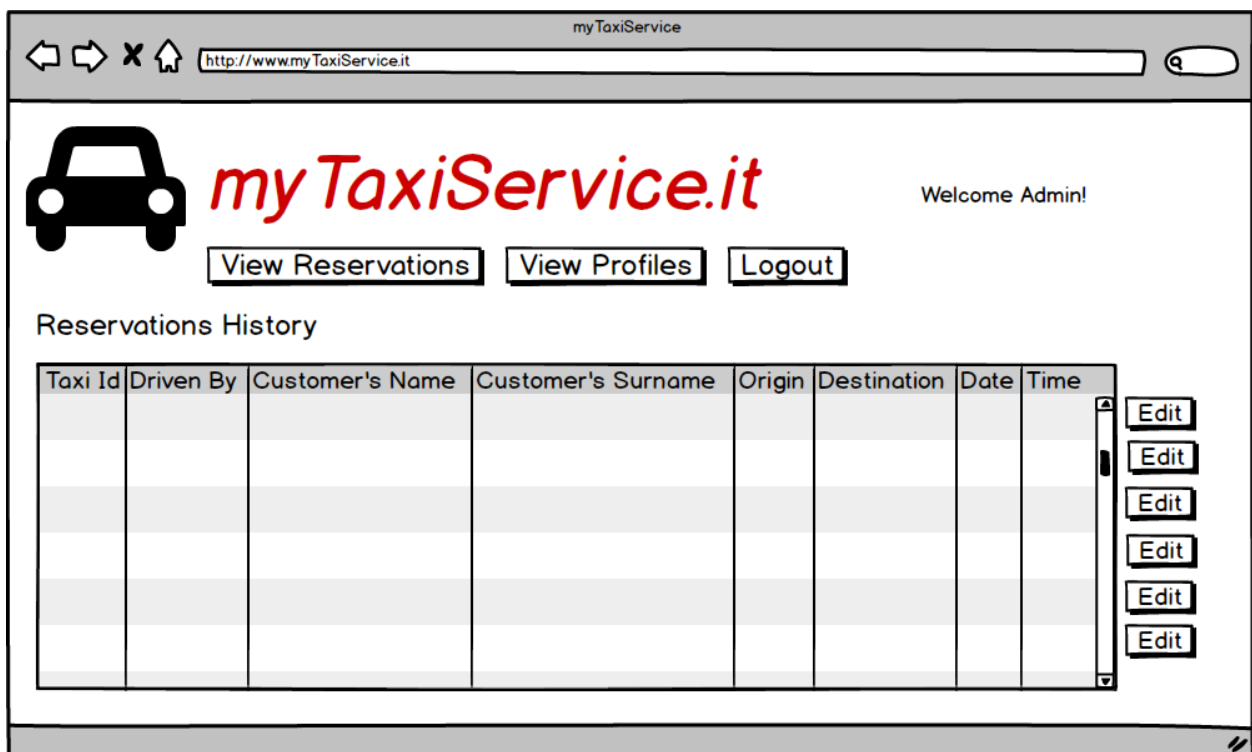 myTaxiService
http://www.myTaxiService.it
myTaxiService.it
Welcome Admin!
View Reservations View Profiles Logout
Reservations History
Taxi Id Driven By Customer's Name Customer's Surname Origin Destination Date Time
Edit
Edit
Edit
Edit
Edit
Edit